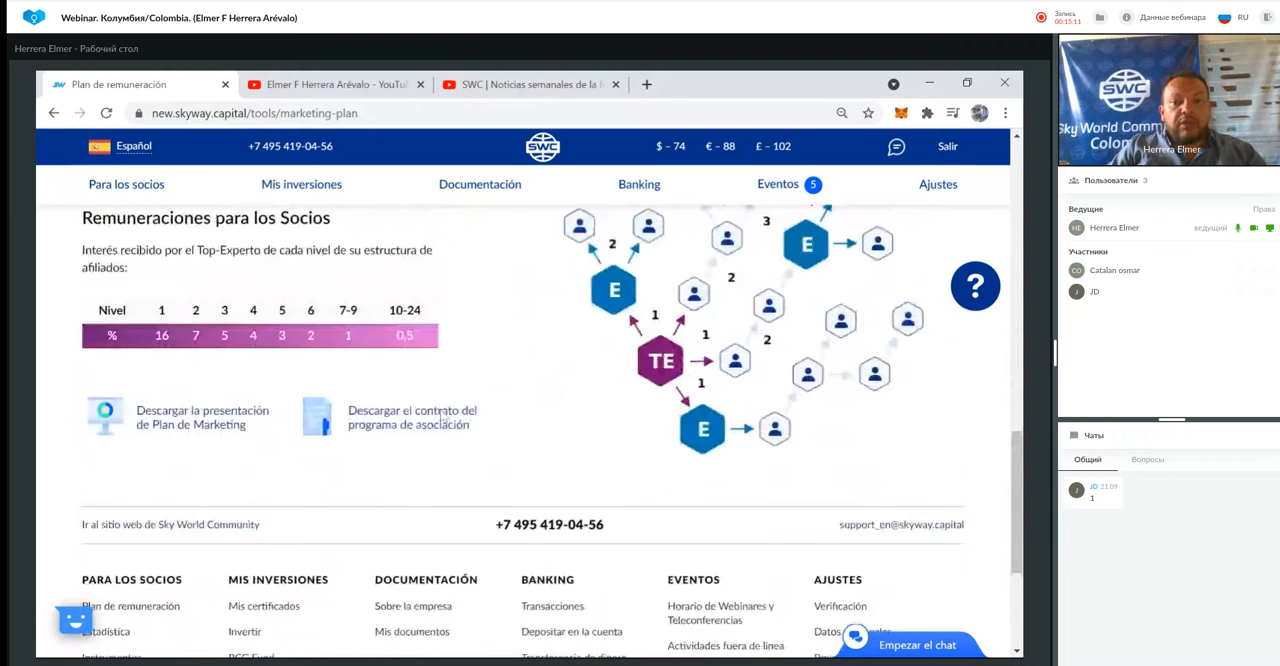 Webinar. Колумбия/Colombia. (Elmer F Herrera Arévalo)
Запись
00:15:11
Данные вебинара
RU
Herrera Elmer - Рабочий стол
Plan de remuneración
Elmer F Herrera Arévalo - YouTu
SWC | Noticias semanales de la
new.skyway.capital/tools/marketing-plan
Español
+7 495 419-04-56
SWC
$ – 74
€ – 88
£ – 102
Salir
Para los socios
Mis inversiones
Documentación
Banking
Eventos
5
Ajustes
Remuneraciones para los Socios
Interés recibido por el Top-Experto de cada nivel de su estructura de
afiliados:
Nivel 1 2 3 4 5 6 7-9 10-24
% 16 7 5 4 3 2 1 0,5
2
3
E
E
2
1
1
2
TE
1
E
?
Descargar la presentación
de Plan de Marketing
Descargar el contrato del
programa de asociación
Ir al sitio web de Sky World Community
+7 495 419-04-56
support_en@skyway.capital
PARA LOS SOCIOS
MIS INVERSIONES
DOCUMENTACIÓN
BANKING
EVENTOS
AJUSTES
Plan de remuneración
Mis certificados
Sobre la empresa
Transacciones
Horario de Webinares y
Teleconferencias
Verificación
Estadística
Invertir
Mis documentos
Depositar en la cuenta
Actividades fuera de línea
Datos
Empezar el chat
SWC
Sky World Comm
Colom
Herrera Elmer
Пользователи 3
Ведущие
Права
HE
Herrera Elmer
ведущий
Участники
CO
Catalan osmar
J
JD
Чаты
Общий
Вопросы
J
JD 21:09
1